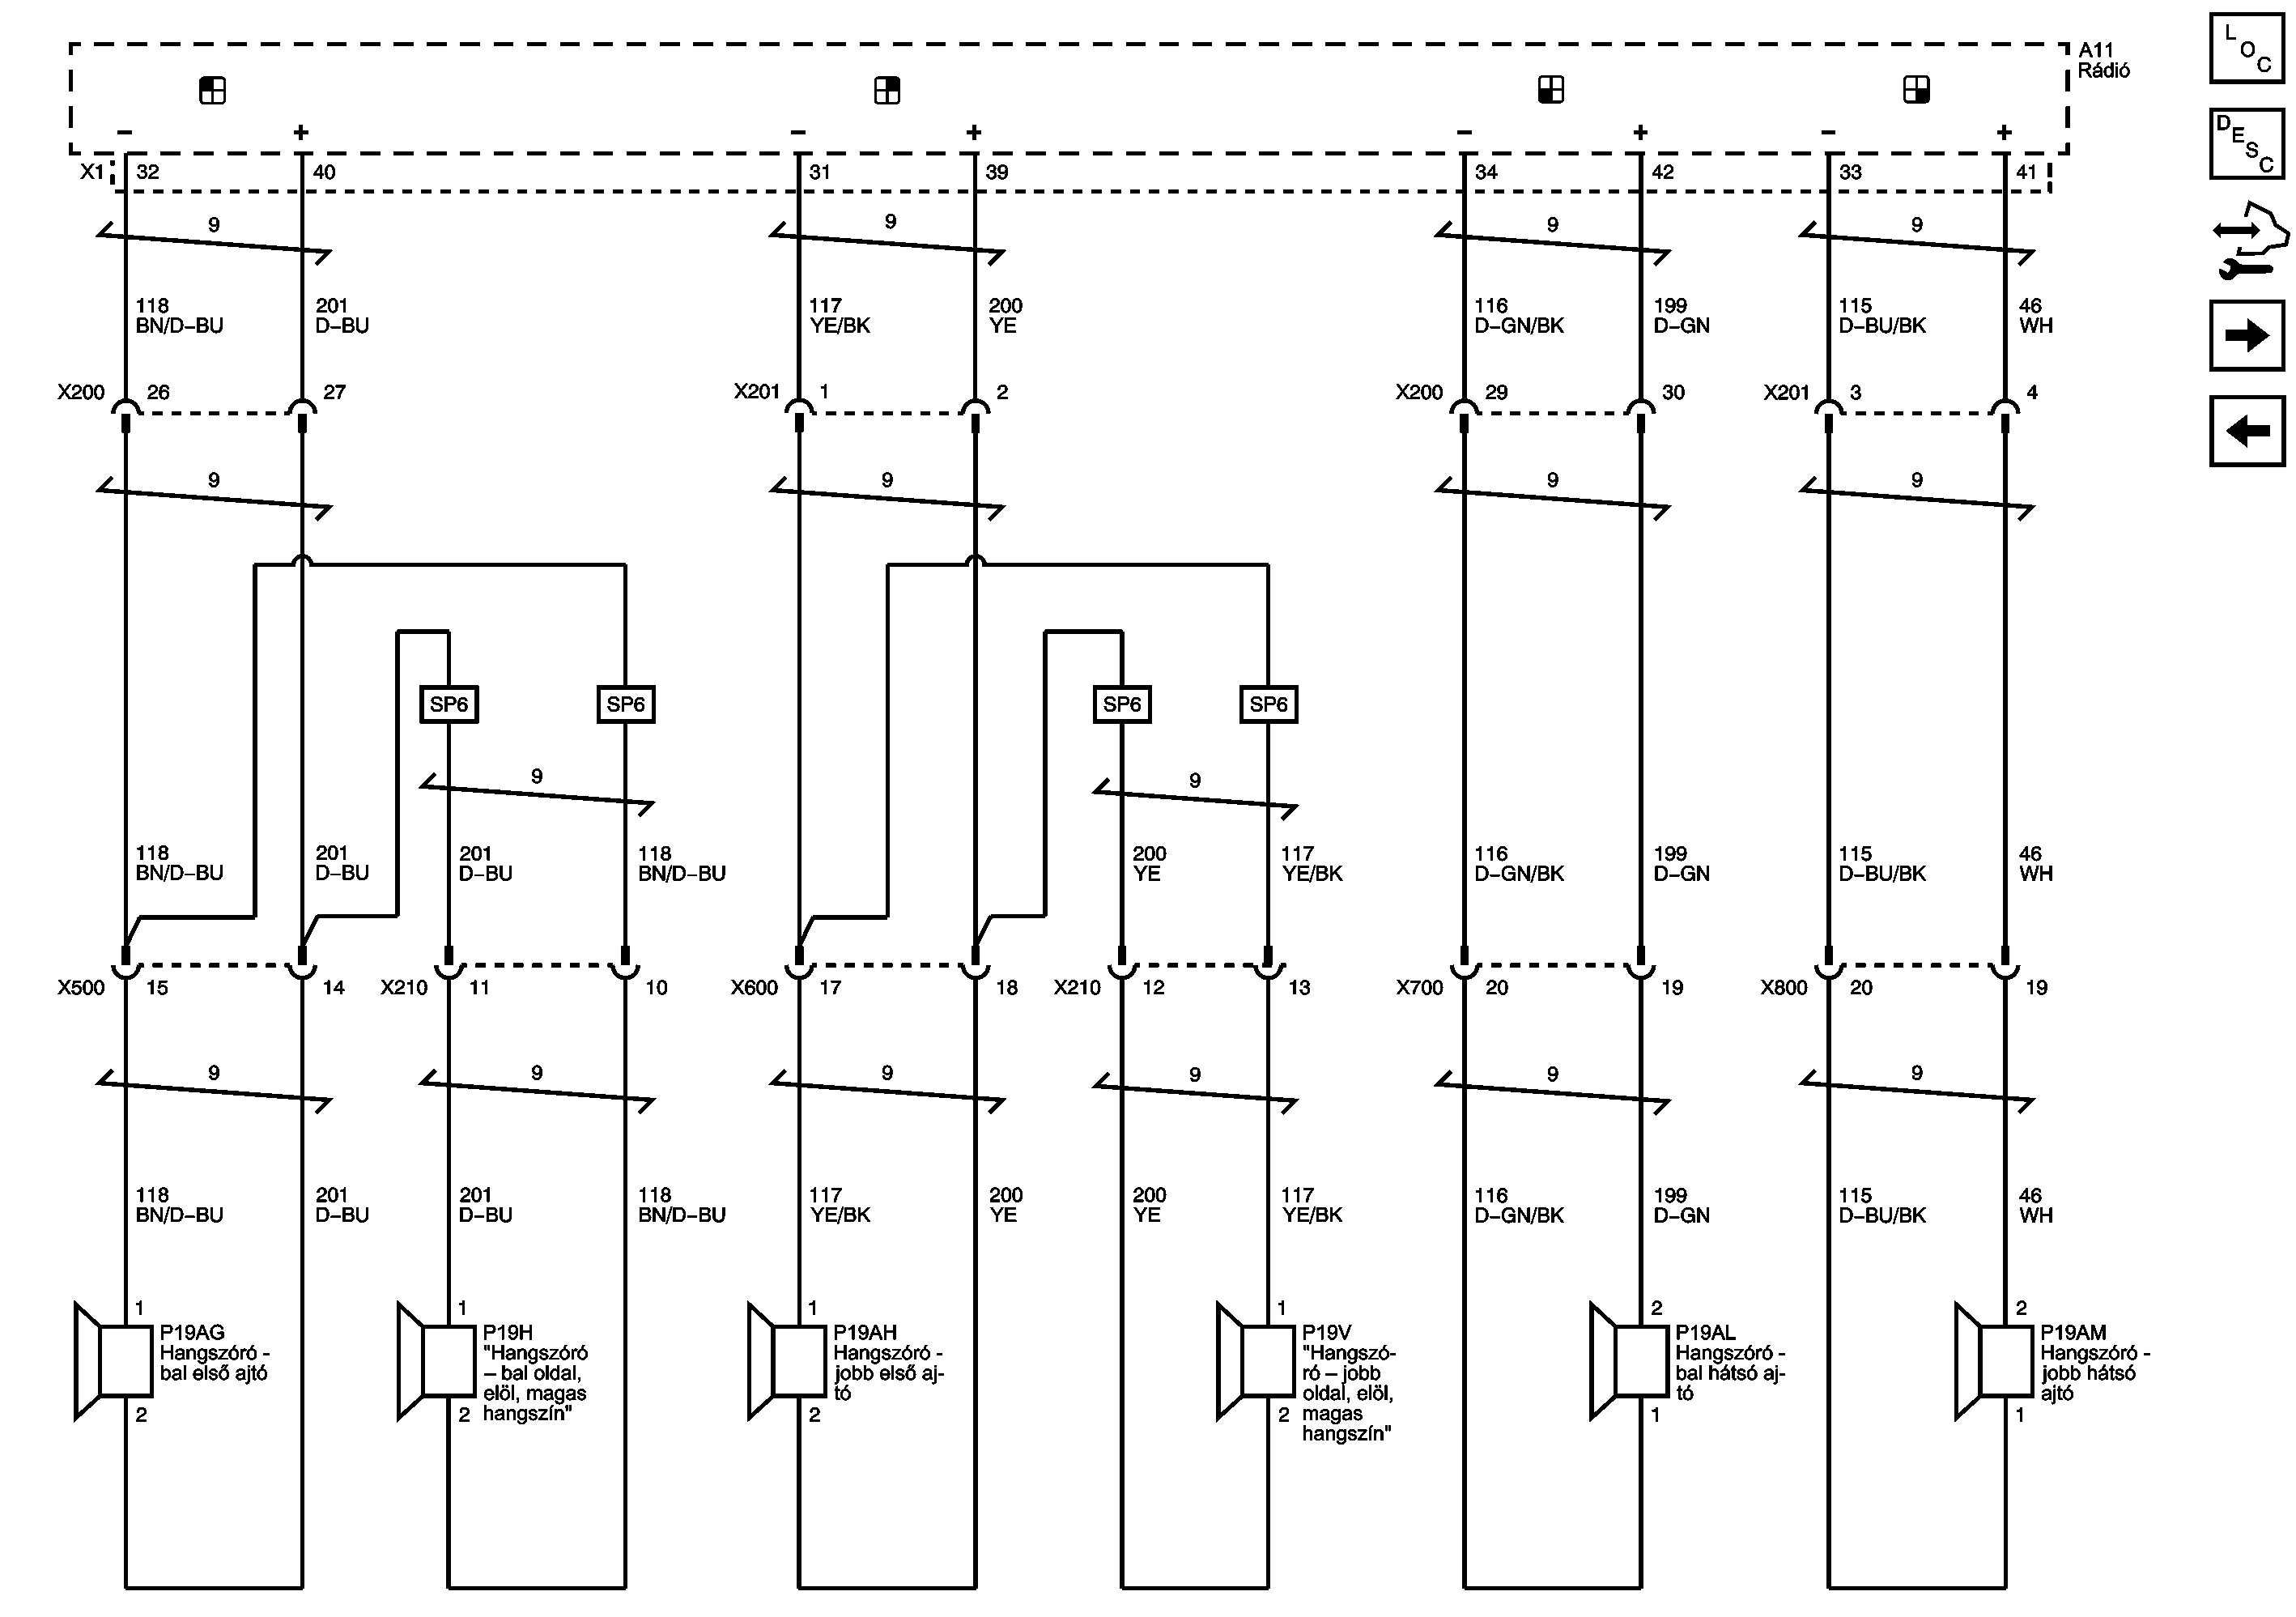 A11
Rádió
L O C
D E S C
− + − + − + − +
X1 32 40 31 39 34 42 33 41
9 9 9 9
118 201 117 200 116 199 115 46
BN/D–BU D–BU YE/BK YE D–GN/BK D–GN D–BU/BK WH
X200 26 27 X201 1 2 X200 29 30 X201 3 4
9 9 9 9
SP6 SP6 SP6 SP6
9 9
118 201 201 118 200 117 116 199 115 46
BN/D–BU D–BU D–BU BN/D–BU YE YE/BK D–GN/BK D–GN D–BU/BK WH
X500 15 14 X210 11 10 X600 17 18 X210 12 13 X700 20 19 X800 20 19
9 9 9 9 9 9
118 201 201 118 117 200 200 117 116 199 115 46
BN/D–BU D–BU D–BU BN/D–BU YE/BK YE YE YE/BK D–GN/BK D–GN D–BU/BK WH
1
P19AG
Hangszóró -
bal első ajtó
2
1
P19H
"Hangszóró
– bal oldal,
elöl, magas
hangszín"
2
1
P19AH
Hangszóró -
jobb első aj-
tó
2
1
P19V
"Hangszó-
ró – jobb
oldal, elöl,
magas
hangszín"
2
2
P19AL
Hangszóró -
bal hátsó aj-
tó
1
2
P19AM
Hangszóró -
jobb hátsó
ajtó
1